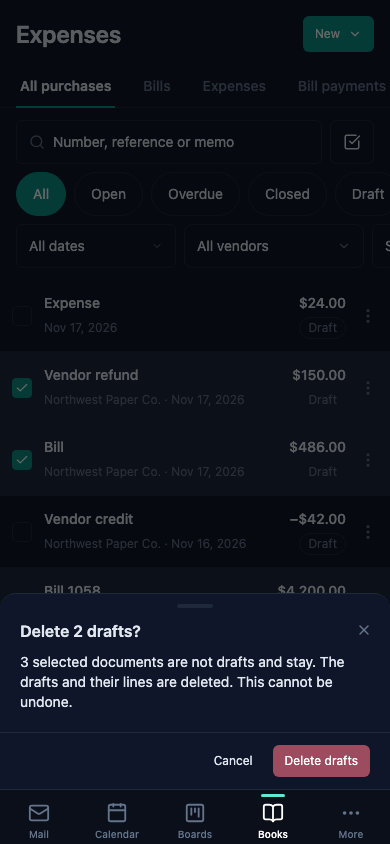 Expenses
New
All purchases
Bills
Expenses
Bill payments
Number, reference or memo
All
Open
Overdue
Closed
Draft
All dates
All vendors
S
Expense
$24.00
Nov 17, 2026
Draft
Vendor refund
$150.00
Northwest Paper Co. · Nov 17, 2026
Draft
Bill
$486.00
Northwest Paper Co. · Nov 17, 2026
Draft
Vendor credit
−$42.00
Northwest Paper Co. · Nov 16, 2026
Draft
Bill 1058
$4,200.00
Delete 2 drafts?
3 selected documents are not drafts and stay. The
drafts and their lines are deleted. This cannot be
undone.
Cancel
Delete drafts
Mail
Calendar
Boards
Books
More